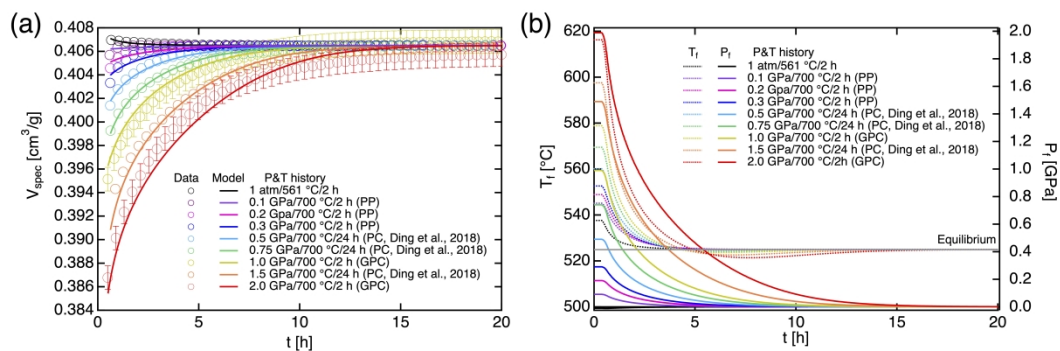 (a)
0.408
0.406
0.404
0.402
0.400
0.399
0.396
0.394
0.393
0.391
0.390
0.389
0.386
0.384
Vspec [cm³/g]
Data Model P&T history
1 atm/561 °C/2 h
0.1 GPa/700 °C/2 h (PP)
0.2 Gpa/700 °C/2 h (PP)
0.3 GPa/700 °C/2 h (PP)
0.5 GPa/700 °C/24 h (PC, Ding et al., 2018)
0.75 GPa/700 °C/24 h (PC, Ding et al., 2018)
1.0 GPa/700 °C/2 h (GPC)
1.5 GPa/700 °C/24 h (PC, Ding et al., 2018)
2.0 GPa/700 °C/2 h (GPC)
0 5 10 15 20
t [h]
(b)
620
600
580
560
540
520
500
Tf [°C]
Tf Pf P&T history
1 atm/561 °C/2 h
0.1 GPa/700 °C/2 h (PP)
0.2 Gpa/700 °C/2 h (PP)
0.3 GPa/700 °C/2 h (PP)
0.5 GPa/700 °C/24 h (PC, Ding et al., 2018)
0.75 GPa/700 °C/24 h (PC, Ding et al., 2018)
1.0 GPa/700 °C/2 h (GPC)
1.5 GPa/700 °C/24 h (PC, Ding et al., 2018)
2.0 GPa/700 °C/2h (GPC)
Equilibrium
2.0
1.8
1.6
1.4
1.2
1.0
0.8
0.6
0.4
0.2
0.0
Pf [GPa]
0 5 10 15 20
t [h]